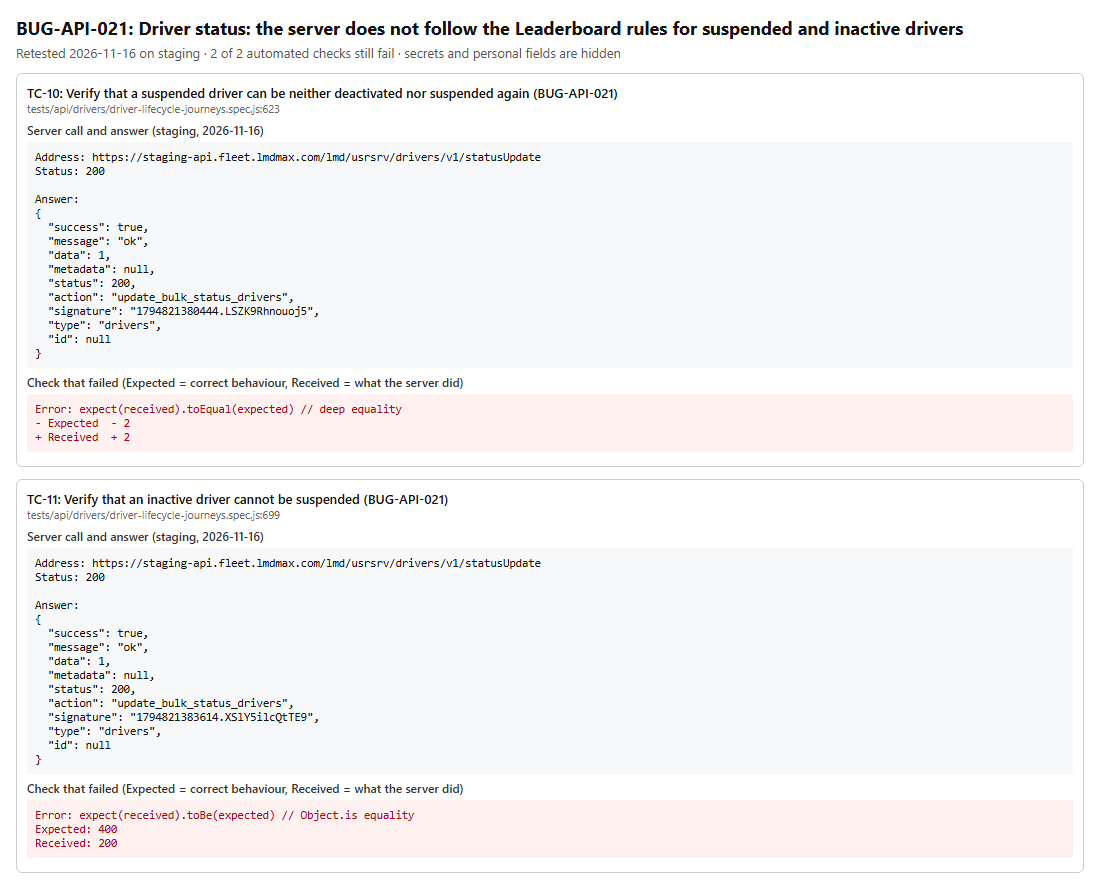 BUG-API-021: Driver status: the server does not follow the Leaderboard rules for suspended and inactive drivers
Retested 2026-11-16 on staging · 2 of 2 automated checks still fail · secrets and personal fields are hidden
TC-10: Verify that a suspended driver can be neither deactivated nor suspended again (BUG-API-021)
tests/api/drivers/driver-lifecycle-journeys.spec.js:623
Server call and answer (staging, 2026-11-16)
Address: https://staging-api.fleet.lmdmax.com/lmd/usrsrv/drivers/v1/statusUpdate
Status: 200
Answer:
{
"success": true,
"message": "ok",
"data": 1,
"metadata": null,
"status": 200,
"action": "update_bulk_status_drivers",
"signature": "1794821380444.LSZK9Rhnouoj5",
"type": "drivers",
"id": null
}
Check that failed (Expected = correct behaviour, Received = what the server did)
Error: expect(received).toEqual(expected) // deep equality
- Expected  - 2
+ Received  + 2
TC-11: Verify that an inactive driver cannot be suspended (BUG-API-021)
tests/api/drivers/driver-lifecycle-journeys.spec.js:699
Server call and answer (staging, 2026-11-16)
Address: https://staging-api.fleet.lmdmax.com/lmd/usrsrv/drivers/v1/statusUpdate
Status: 200
Answer:
{
"success": true,
"message": "ok",
"data": 1,
"metadata": null,
"status": 200,
"action": "update_bulk_status_drivers",
"signature": "1794821383614.XSlY5ilcQtTE9",
"type": "drivers",
"id": null
}
Check that failed (Expected = correct behaviour, Received = what the server did)
Error: expect(received).toBe(expected) // Object.is equality
Expected: 400
Received: 200